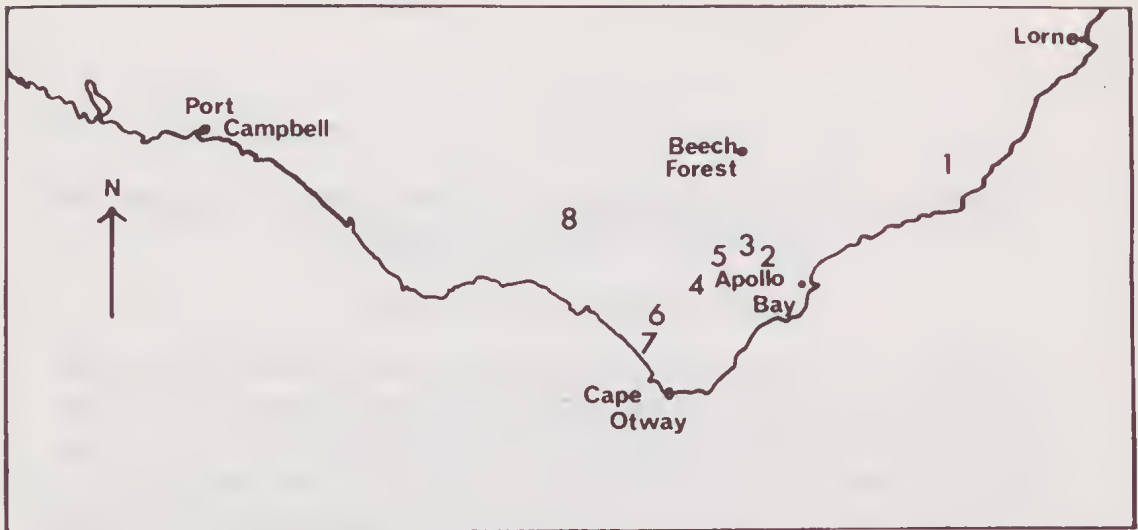 Lorne
Port
Campbell
Beech
Forest
1
N
8
3
5
2
4
Apollo
Bay
6
7
Cape
Otway